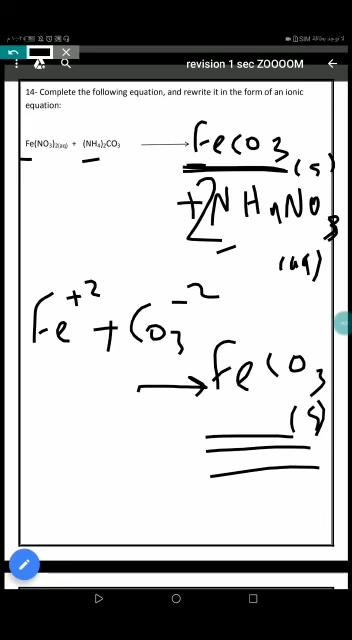 revision 1 sec ZOOOOM
14- Complete the following equation, and rewrite it in the form of an ionic
equation:
Fe(NO3)2(aq) + (NH4)2CO3 ⟶ FeCO3 (s)
+2NH4NO3
(aq)
Fe+2 + CO3-2
→ FeCO3
(s)